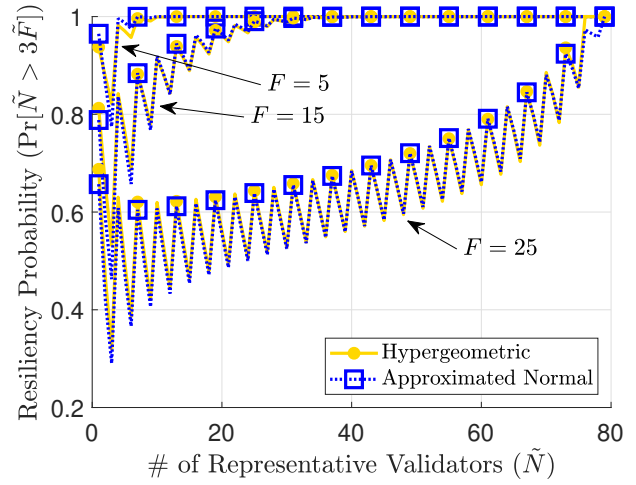 1
0.8
0.6
0.4
0.2
0
20
40
60
80
Resiliency Probability (Pr[Ñ > 3F̃])
# of Representative Validators (Ñ)
F = 5
F = 15
F = 25
Hypergeometric
Approximated Normal